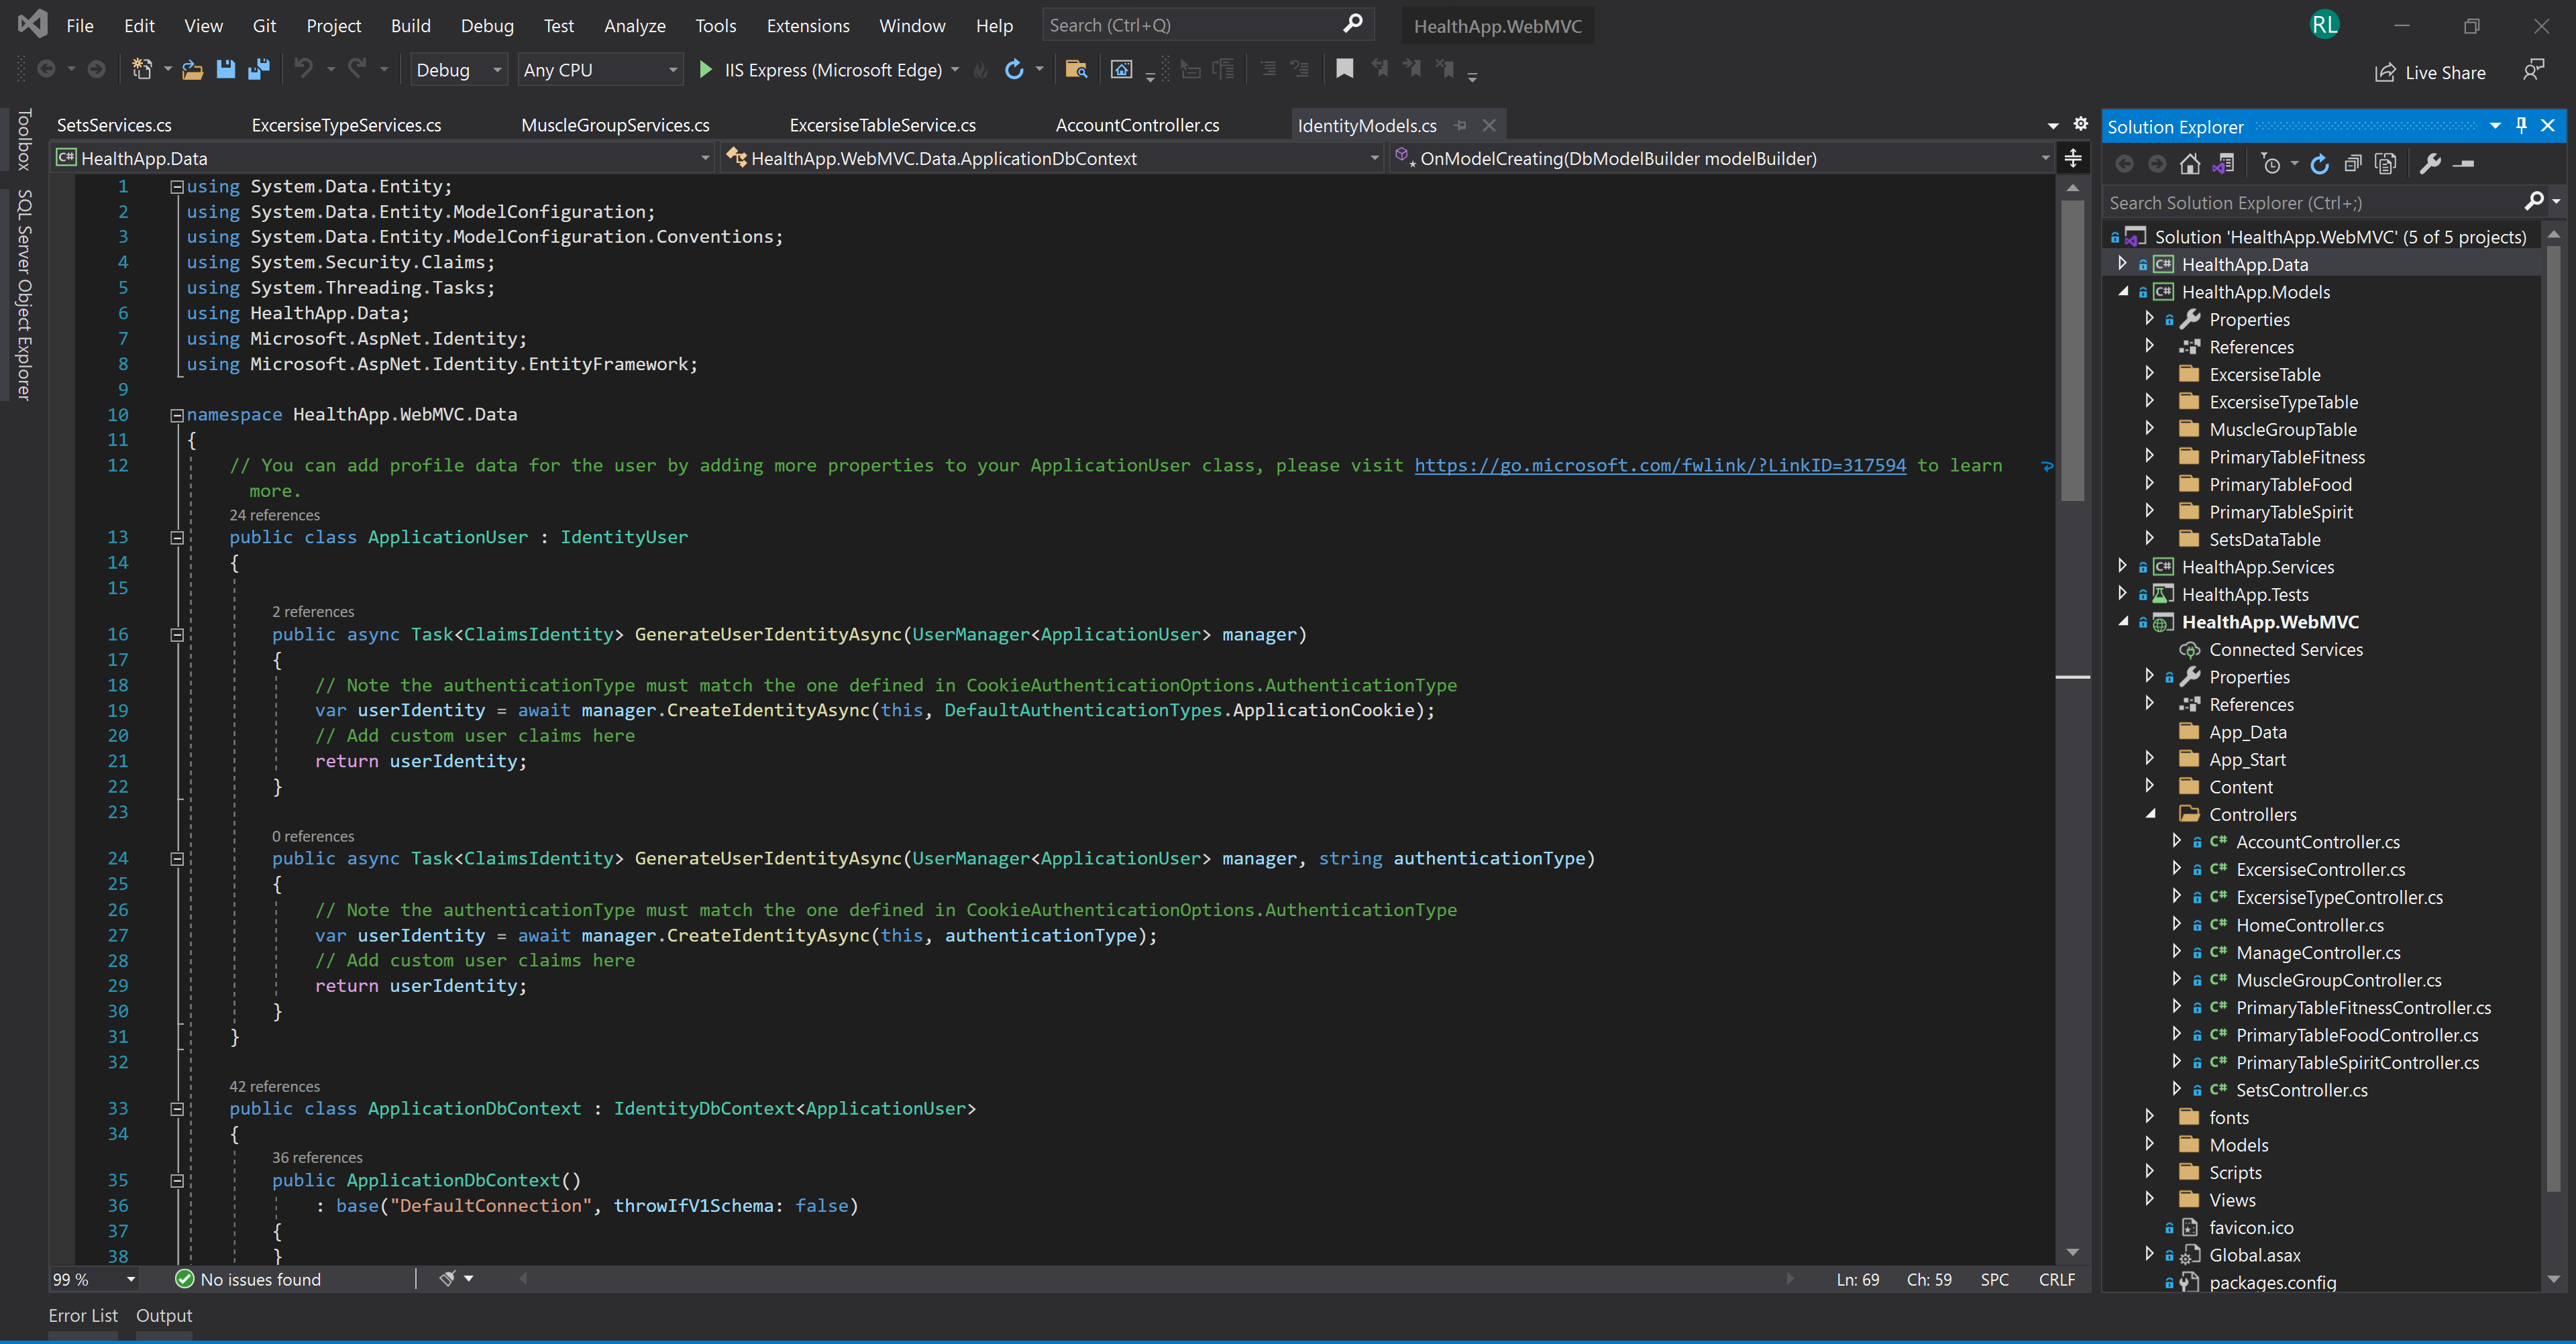 File Edit View Git Project Build Debug Test Analyze Tools Extensions Window Help Search (Ctrl+Q) HealthApp.WebMVC RL
Debug Any CPU IIS Express (Microsoft Edge) Live Share
Toolbox
SQL Server Object Explorer
SetsServices.cs ExcersiseTypeServices.cs MuscleGroupServices.cs ExcersiseTableService.cs AccountController.cs IdentityModels.cs
C# HealthApp.Data HealthApp.WebMVC.Data.ApplicationDbContext OnModelCreating(DbModelBuilder modelBuilder)
1 using System.Data.Entity;
2 using System.Data.Entity.ModelConfiguration;
3 using System.Data.Entity.ModelConfiguration.Conventions;
4 using System.Security.Claims;
5 using System.Threading.Tasks;
6 using HealthApp.Data;
7 using Microsoft.AspNet.Identity;
8 using Microsoft.AspNet.Identity.EntityFramework;
9
10 namespace HealthApp.WebMVC.Data
11 {
12 // You can add profile data for the user by adding more properties to your ApplicationUser class, please visit https://go.microsoft.com/fwlink/?LinkID=317594 to learn
more.
24 references
13 public class ApplicationUser : IdentityUser
14 {
15
2 references
16 public async Task<ClaimsIdentity> GenerateUserIdentityAsync(UserManager<ApplicationUser> manager)
17 {
18 // Note the authenticationType must match the one defined in CookieAuthenticationOptions.AuthenticationType
19 var userIdentity = await manager.CreateIdentityAsync(this, DefaultAuthenticationTypes.ApplicationCookie);
20 // Add custom user claims here
21 return userIdentity;
22 }
23
0 references
24 public async Task<ClaimsIdentity> GenerateUserIdentityAsync(UserManager<ApplicationUser> manager, string authenticationType)
25 {
26 // Note the authenticationType must match the one defined in CookieAuthenticationOptions.AuthenticationType
27 var userIdentity = await manager.CreateIdentityAsync(this, authenticationType);
28 // Add custom user claims here
29 return userIdentity;
30 }
31 }
32
42 references
33 public class ApplicationDbContext : IdentityDbContext<ApplicationUser>
34 {
36 references
35 public ApplicationDbContext()
36 : base("DefaultConnection", throwIfV1Schema: false)
37 {
38 }
99 % No issues found Ln: 69 Ch: 59 SPC CRLF
Error List Output
Solution Explorer
Search Solution Explorer (Ctrl+;)
Solution 'HealthApp.WebMVC' (5 of 5 projects)
C# HealthApp.Data
C# HealthApp.Models
Properties
References
ExcersiseTable
ExcersiseTypeTable
MuscleGroupTable
PrimaryTableFitness
PrimaryTableFood
PrimaryTableSpirit
SetsDataTable
C# HealthApp.Services
HealthApp.Tests
HealthApp.WebMVC
Connected Services
Properties
References
App_Data
App_Start
Content
Controllers
C# AccountController.cs
C# ExcersiseController.cs
C# ExcersiseTypeController.cs
C# HomeController.cs
C# ManageController.cs
C# MuscleGroupController.cs
C# PrimaryTableFitnessController.cs
C# PrimaryTableFoodController.cs
C# PrimaryTableSpiritController.cs
C# SetsController.cs
fonts
Models
Scripts
Views
favicon.ico
Global.asax
packages.config